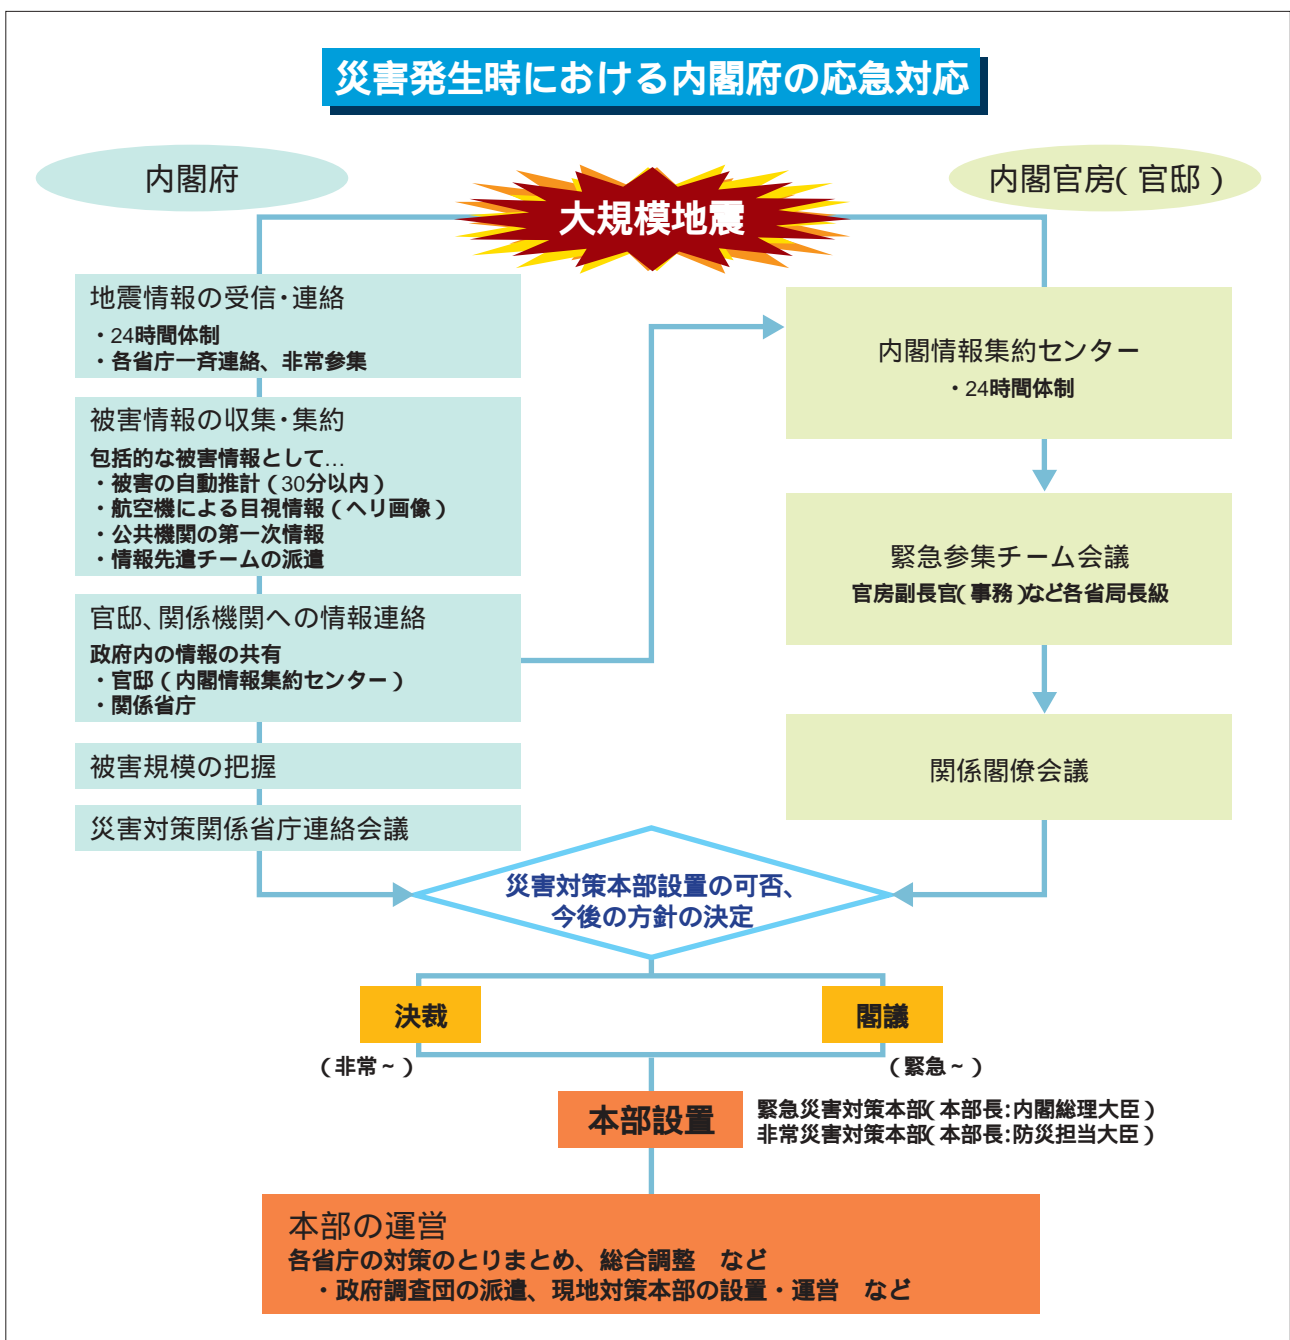 災害発生時における内閣府の応急対応
内閣府
内閣官房(官邸)
大規模地震
地震情報の受信・連絡
・24時間体制
・各省庁一斉連絡、非常参集
被害情報の収集・集約
包括的な被害情報として…
・被害の自動推計(30分以内)
・航空機による目視情報(ヘリ画像)
・公共機関の第一次情報
・情報先遣チームの派遣
官邸、関係機関への情報連絡
政府内の情報の共有
・官邸(内閣情報集約センター)
・関係省庁
被害規模の把握
災害対策関係省庁連絡会議
内閣情報集約センター
・24時間体制
緊急参集チーム会議
官房副長官(事務)など各省局長級
関係閣僚会議
災害対策本部設置の可否、
今後の方針の決定
決裁
閣議
(非常~)
(緊急~)
本部設置
緊急災害対策本部(本部長:内閣総理大臣)
非常災害対策本部(本部長:防災担当大臣)
本部の運営
各省庁の対策のとりまとめ、総合調整 など
・政府調査団の派遣、現地対策本部の設置・運営 など